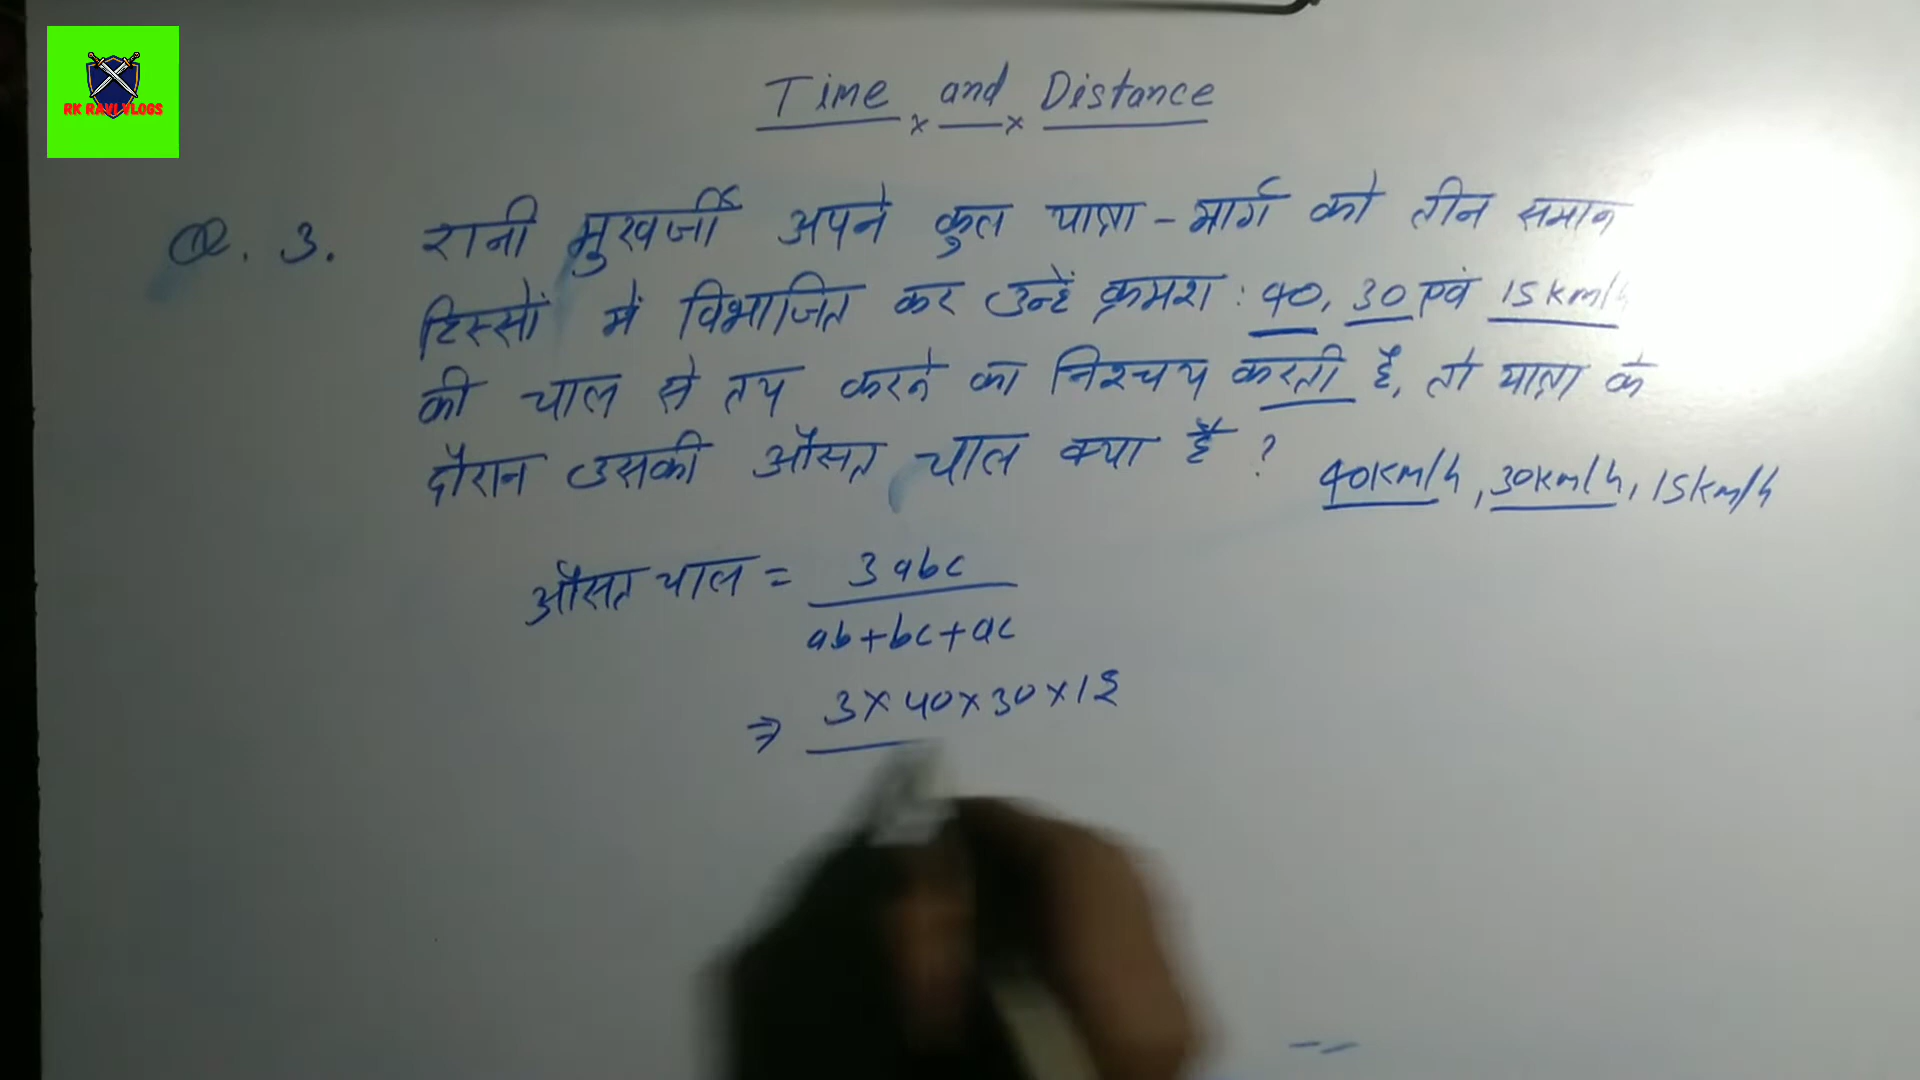 RK RAVI VLOGS
Time and Distance
Q. 3. रानी मुखर्जी अपने कुल यात्रा - मार्ग को तीन समान
हिस्सों में विभाजित कर उन्हें क्रमश: 40, 30 एवं 15 km/h
की चाल से तय करने का निश्चय करती है, तो यात्रा के
दौरान उसकी औसत चाल क्या है ?
40km/h, 30km/h, 15km/h
औसत चाल = 3abc
ab+bc+ac
⇒ 3×40×30×15